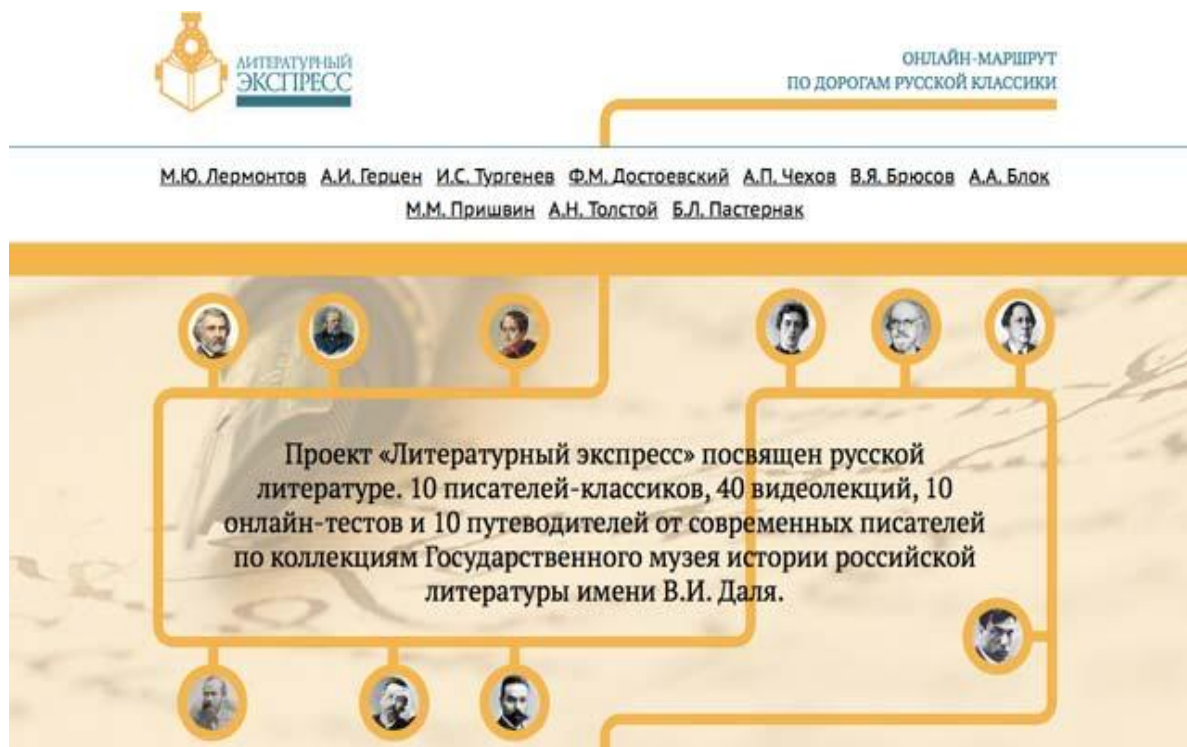 ЛИТЕРАТУРНЫЙ
ЭКСПРЕСС
ОНЛАЙН-МАРШРУТ
ПО ДОРОГАМ РУССКОЙ КЛАССИКИ
М.Ю. Лермонтов А.И. Герцен И.С. Тургенев Ф.М. Достоевский А.П. Чехов В.Я. Брюсов А.А. Блок
М.М. Пришвин А.Н. Толстой Б.Л. Пастернак
Проект «Литературный экспресс» посвящен русской
литературе. 10 писателей-классиков, 40 видеолекций, 10
онлайн-тестов и 10 путеводителей от современных писателей
по коллекциям Государственного музея истории российской
литературы имени В.И. Даля.